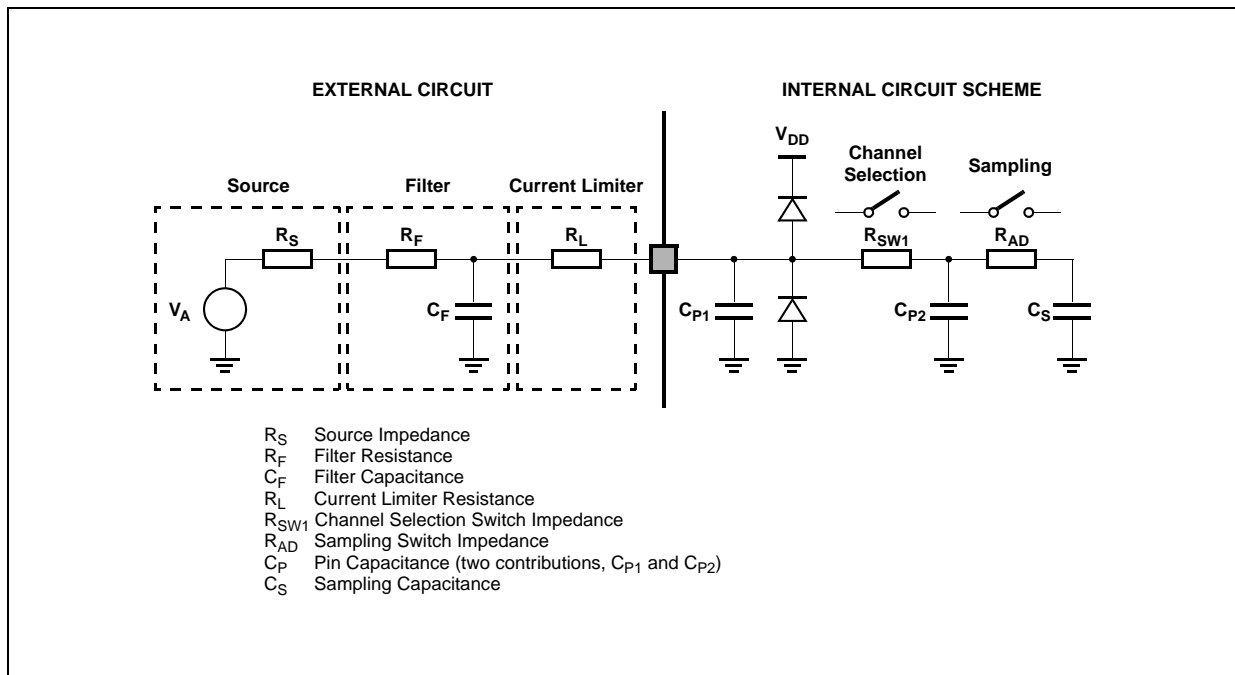 EXTERNAL CIRCUIT
INTERNAL CIRCUIT SCHEME
VDD
Channel
Selection
Sampling
Source
Filter
Current Limiter
RS
RF
RL
RSW1
RAD
VA
CF
CP1
CP2
CS
RS Source Impedance
RF Filter Resistance
CF Filter Capacitance
RL Current Limiter Resistance
RSW1 Channel Selection Switch Impedance
RAD Sampling Switch Impedance
CP Pin Capacitance (two contributions, CP1 and CP2)
CS Sampling Capacitance